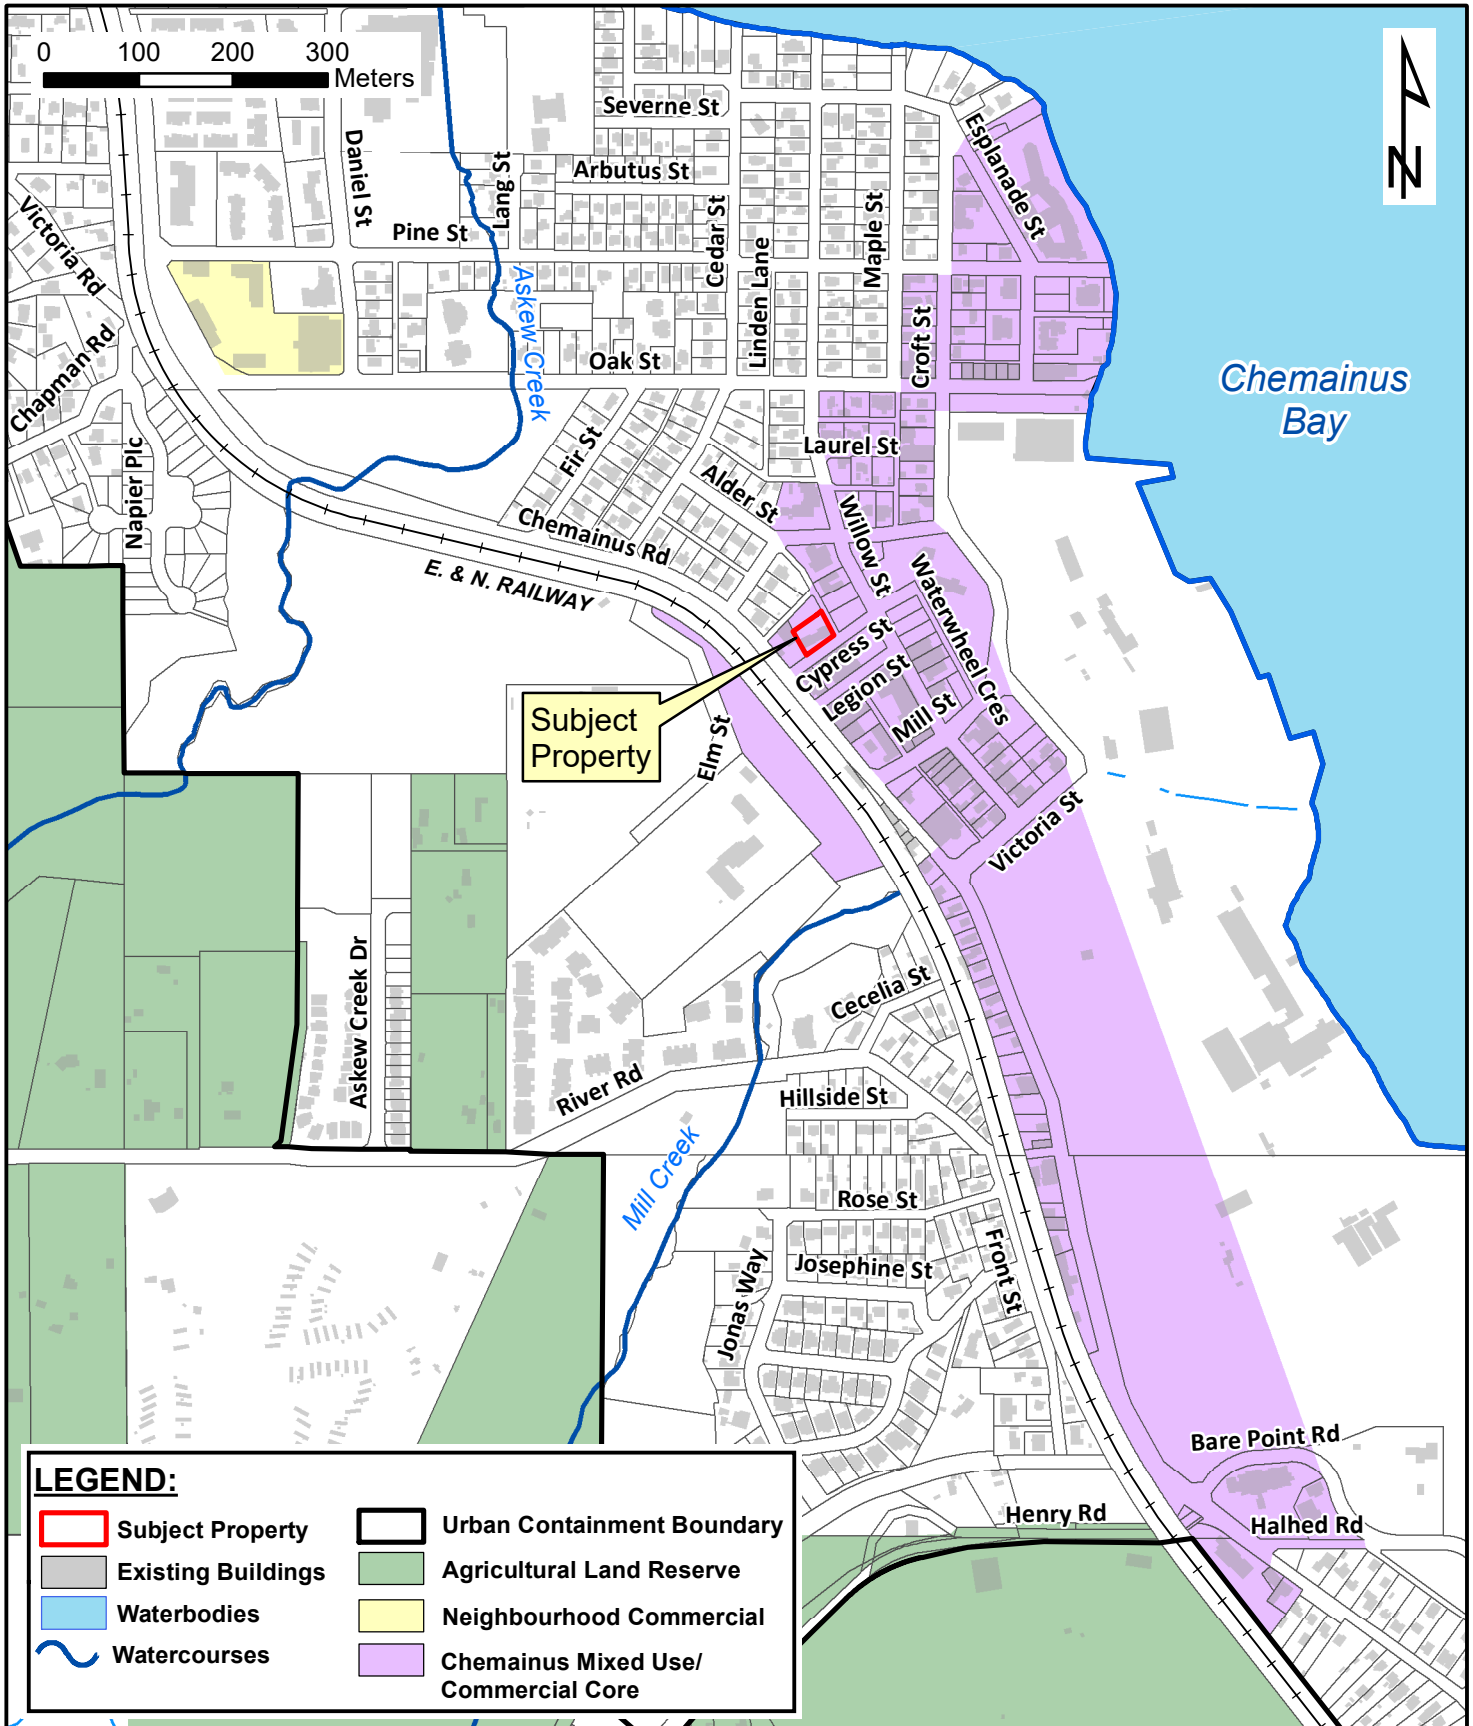 0 100 200 300
Meters
N
Severne St
Esplanade St
Daniel St
Lang St
Arbutus St
Victoria Rd
Pine St
Cedar St
Maple St
Linden Lane
Askew Creek
Croft St
Chapman Rd
Oak St
Chemainus
Bay
Napier Plc
Fir St
Laurel St
Alder St
Willow St
Chemainus Rd
E. & N. RAILWAY
Waterwheel Cres
Cypress St
Legion St
Mill St
Subject
Property
Elm St
Victoria St
Askew Creek Dr
Cecelia St
River Rd
Hillside St
Mill Creek
Rose St
Jonas Way
Josephine St
Front St
Bare Point Rd
Henry Rd
Halhed Rd
LEGEND:
Subject Property
Existing Buildings
Waterbodies
Watercourses
Urban Containment Boundary
Agricultural Land Reserve
Neighbourhood Commercial
Chemainus Mixed Use/
Commercial Core